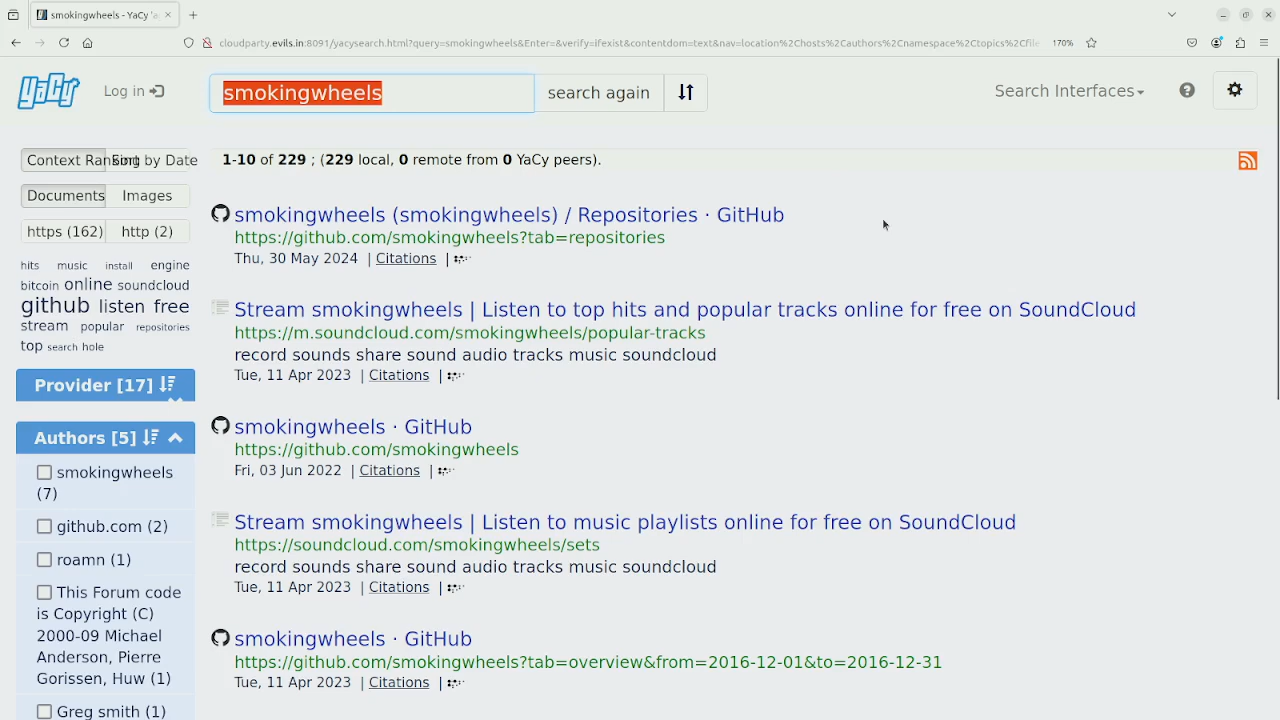 smokingwheels - YaCy 'a
cloudparty.evils.in:8091/yacysearch.html?query=smokingwheels&Enter=&verify=ifexist&contentdom=text&nav=location%2Chosts%2Cauthors%2Cnamespace%2Ctopics%2Cfile
170%
YaCy
Log in
smokingwheels
search again
Search Interfaces
Context Ranking
Sort by Date
1-10 of 229 ; (229 local, 0 remote from 0 YaCy peers).
Documents
Images
https (162)
http (2)
hits music install engine
bitcoin online soundcloud
github listen free
stream popular repositories
top search hole
Provider [17]
Authors [5]
smokingwheels
(7)
github.com (2)
roamn (1)
This Forum code
is Copyright (C)
2000-09 Michael
Anderson, Pierre
Gorissen, Huw (1)
Greg smith (1)
smokingwheels (smokingwheels) / Repositories · GitHub
https://github.com/smokingwheels?tab=repositories
Thu, 30 May 2024 | Citations |
Stream smokingwheels | Listen to top hits and popular tracks online for free on SoundCloud
https://m.soundcloud.com/smokingwheels/popular-tracks
record sounds share sound audio tracks music soundcloud
Tue, 11 Apr 2023 | Citations |
smokingwheels · GitHub
https://github.com/smokingwheels
Fri, 03 Jun 2022 | Citations |
Stream smokingwheels | Listen to music playlists online for free on SoundCloud
https://soundcloud.com/smokingwheels/sets
record sounds share sound audio tracks music soundcloud
Tue, 11 Apr 2023 | Citations |
smokingwheels · GitHub
https://github.com/smokingwheels?tab=overview&from=2016-12-01&to=2016-12-31
Tue, 11 Apr 2023 | Citations |